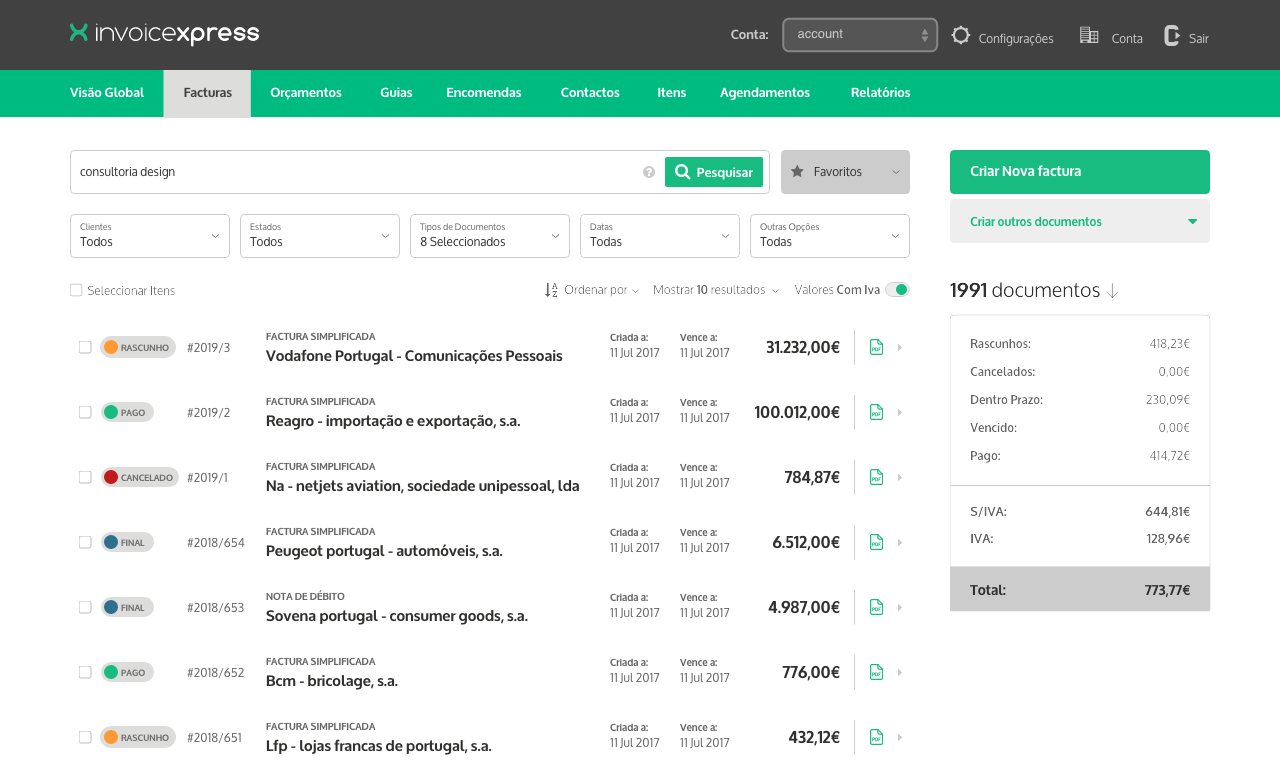 invoicexpress
Conta:
account
Configurações
Conta
Sair
Visão Global
Facturas
Orçamentos
Guias
Encomendas
Contactos
Itens
Agendamentos
Relatórios
consultoria design
?
Pesquisar
Favoritos
Criar Nova factura
Criar outros documentos
Clientes
Todos
Estados
Todos
Tipos de Documentos
8 Seleccionados
Datas
Todas
Outras Opções
Todas
Seleccionar Itens
Ordenar por
Mostrar 10 resultados
Valores Com Iva
1991 documentos
RASCUNHO
#2019/3
FACTURA SIMPLIFICADA
Vodafone Portugal - Comunicações Pessoais
Criada a:
11 Jul 2017
Vence a:
11 Jul 2017
31.232,00€
PDF
PAGO
#2019/2
FACTURA SIMPLIFICADA
Reagro - importação e exportação, s.a.
Criada a:
11 Jul 2017
Vence a:
11 Jul 2017
100.012,00€
PDF
CANCELADO
#2019/1
FACTURA SIMPLIFICADA
Na - netjets aviation, sociedade unipessoal, lda
Criada a:
11 Jul 2017
Vence a:
11 Jul 2017
784,87€
PDF
FINAL
#2018/654
FACTURA SIMPLIFICADA
Peugeot portugal - automóveis, s.a.
Criada a:
11 Jul 2017
Vence a:
11 Jul 2017
6.512,00€
PDF
FINAL
#2018/653
NOTA DE DÉBITO
Sovena portugal - consumer goods, s.a.
Criada a:
11 Jul 2017
Vence a:
11 Jul 2017
4.987,00€
PDF
PAGO
#2018/652
FACTURA SIMPLIFICADA
Bcm - bricolage, s.a.
Criada a:
11 Jul 2017
Vence a:
11 Jul 2017
776,00€
PDF
RASCUNHO
#2018/651
FACTURA SIMPLIFICADA
Lfp - lojas francas de portugal, s.a.
Criada a:
11 Jul 2017
Vence a:
11 Jul 2017
432,12€
PDF
Rascunhos: 418,23€
Cancelados: 0,00€
Dentro Prazo: 230,09€
Vencido: 0,00€
Pago: 414,72€
S/IVA: 644,81€
IVA: 128,96€
Total: 773,77€